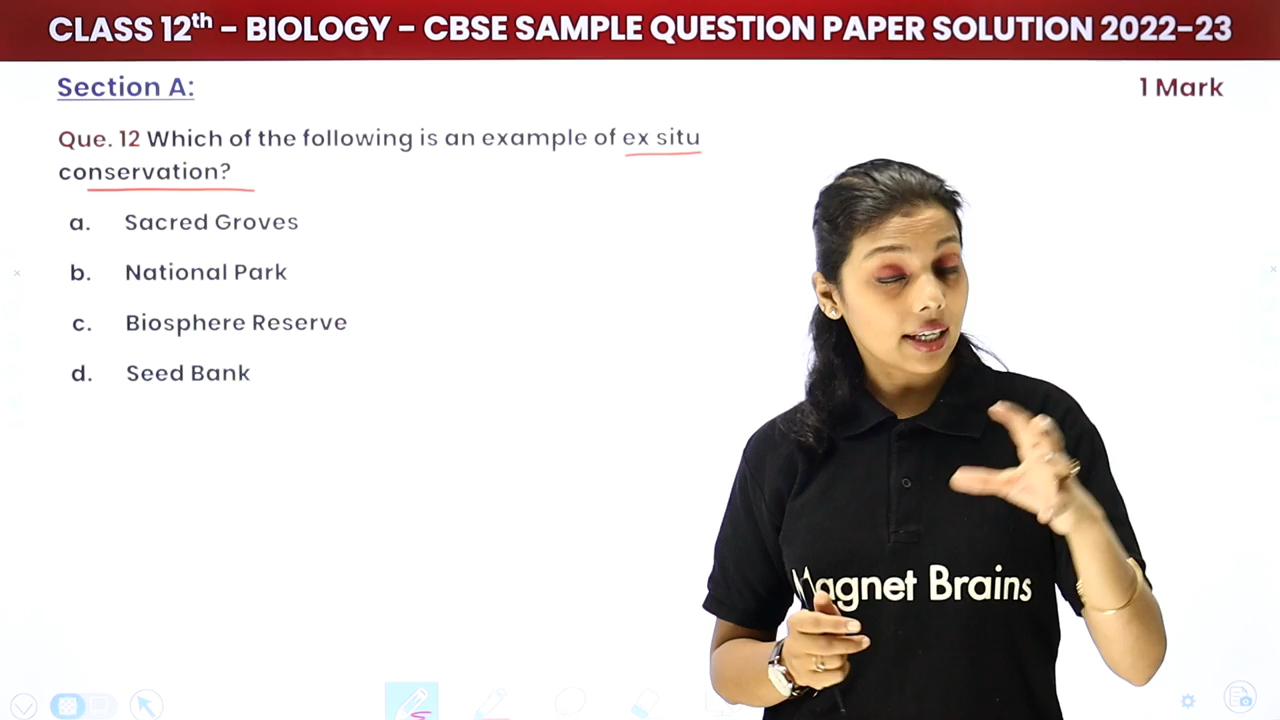 CLASS 12th – BIOLOGY – CBSE SAMPLE QUESTION PAPER SOLUTION 2022–23
Section A:
1 Mark
Que. 12 Which of the following is an example of ex situ
conservation?
a. Sacred Groves
b. National Park
c. Biosphere Reserve
d. Seed Bank
Magnet Brains